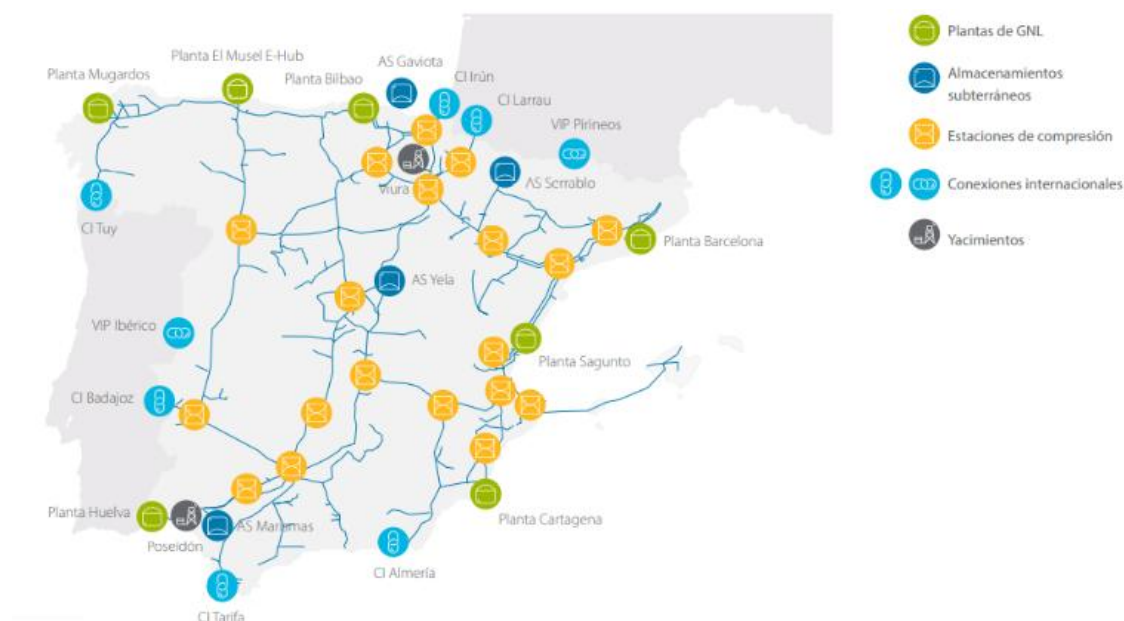 Plantas de GNL
Almacenamientos
subterráneos
Estaciones de compresión
Conexiones internacionales
Yacimientos
Planta El Musel E-Hub
AS Gaviota
Planta Mugardos
Planta Bilbao
CI Irún
CI Larrau
VIP Pirineos
Viura
AS Serrablo
CI Tuy
Planta Barcelona
AS Yela
VIP Ibérico
Planta Sagunto
CI Badajoz
Planta Huelva
AS Marismas
Planta Cartagena
Poseidón
CI Almería
CI Tarifa